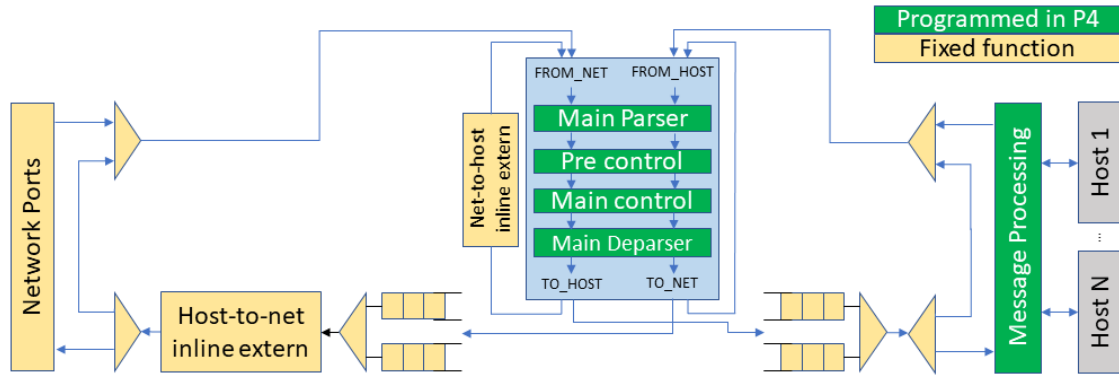 Programmed in P4
Fixed function
FROM_NET
FROM_HOST
Main Parser
Pre control
Main control
Main Deparser
TO_HOST
TO_NET
Net-to-host
inline extern
Network Ports
Host-to-net
inline extern
Message Processing
Host 1
...
Host N